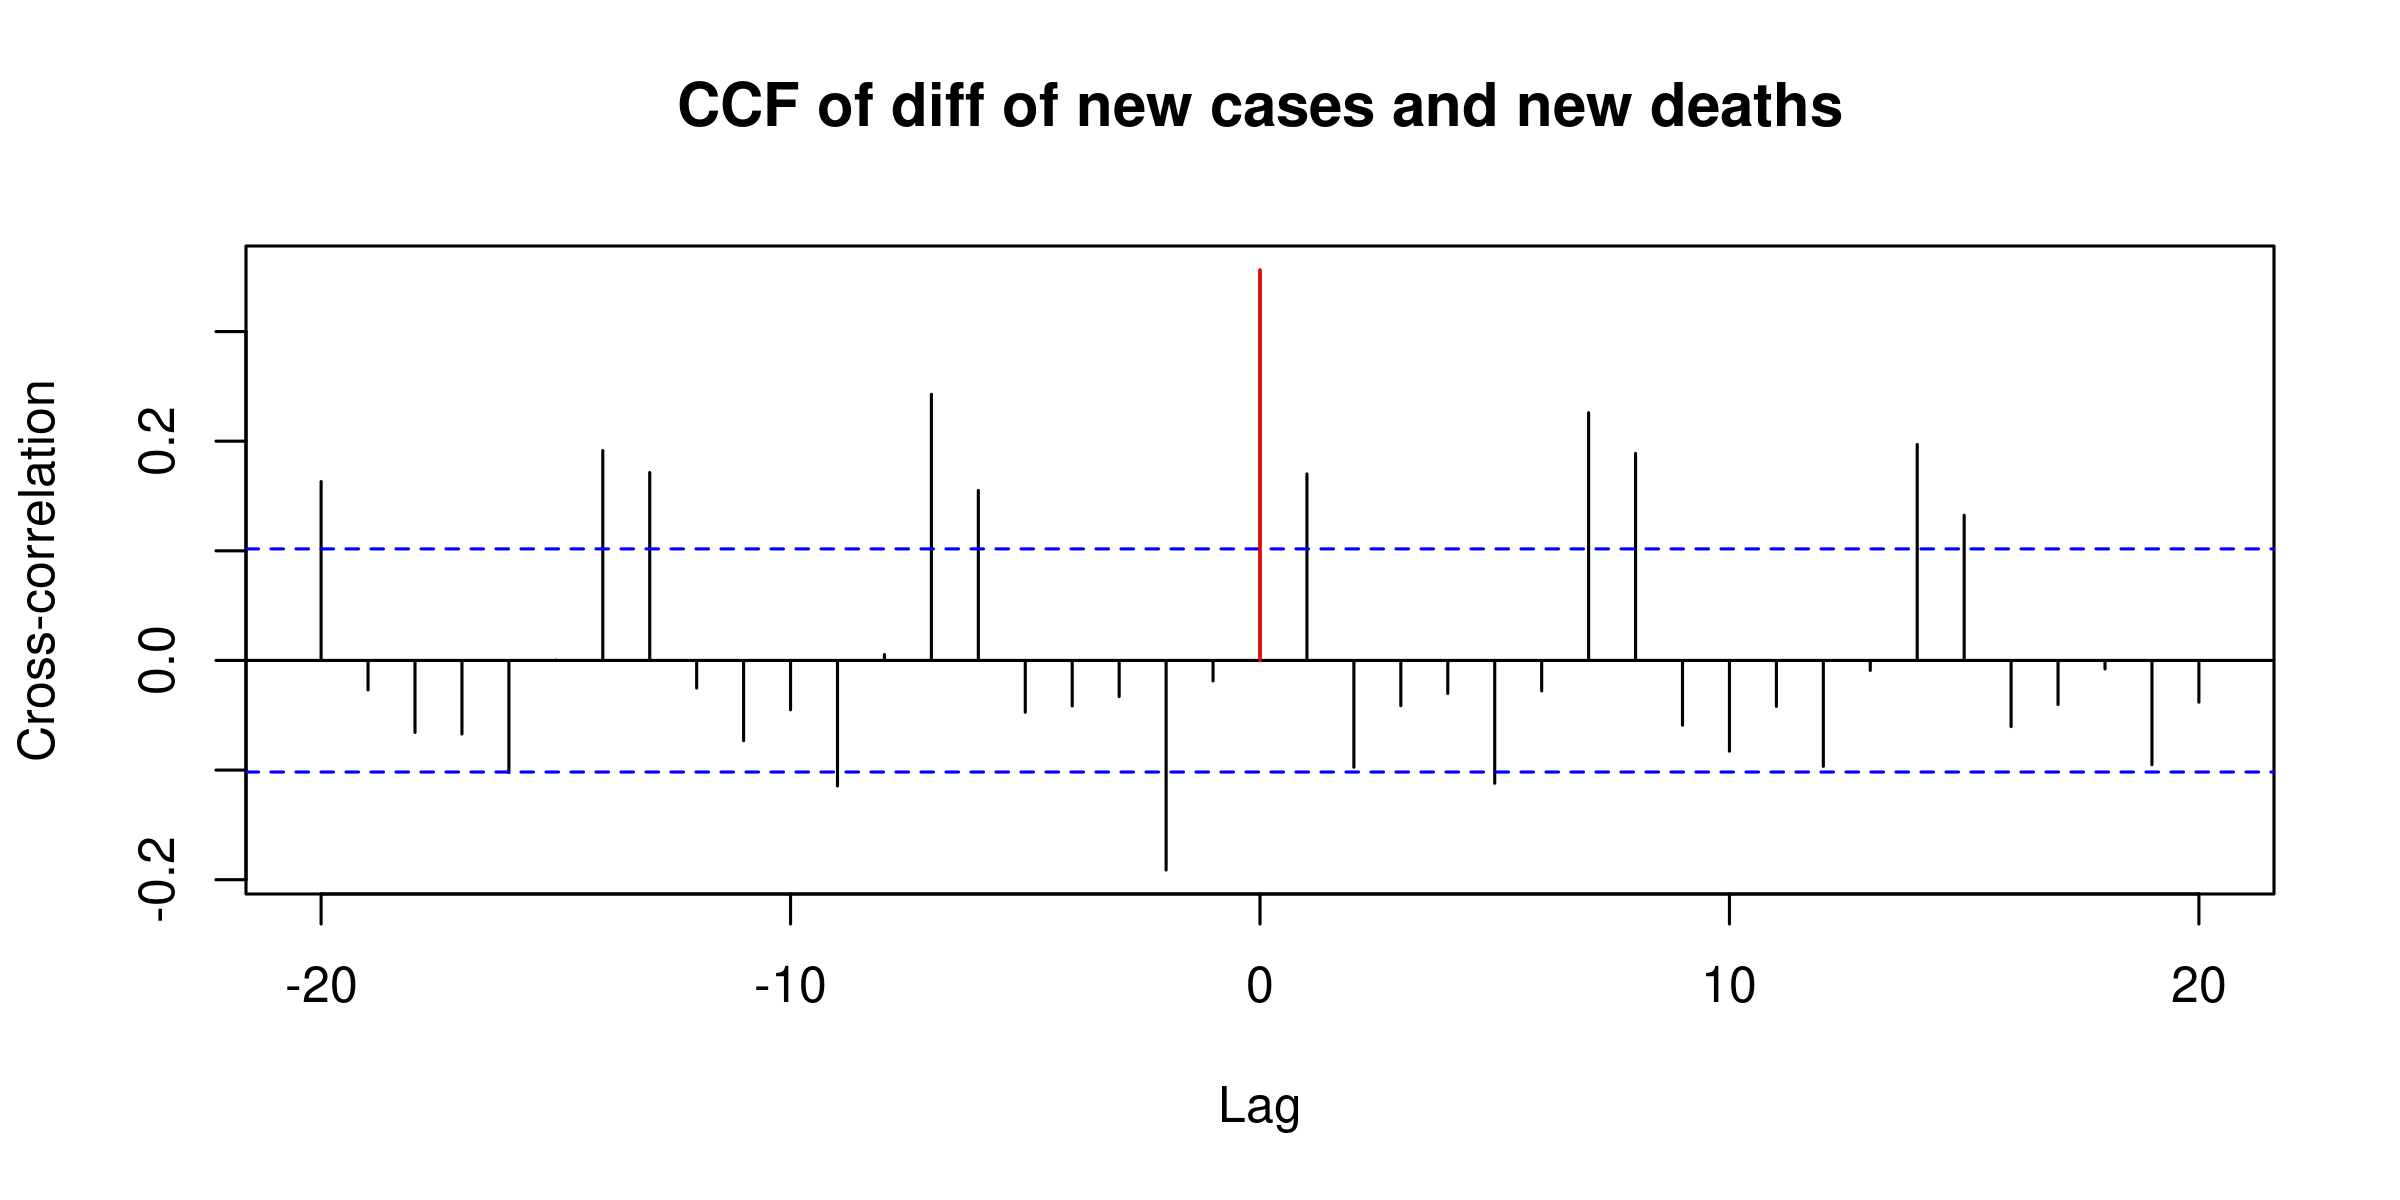 CCF of diff of new cases and new deaths
Cross-correlation
0.2
0.0
-0.2
-20 -10 0 10 20
Lag